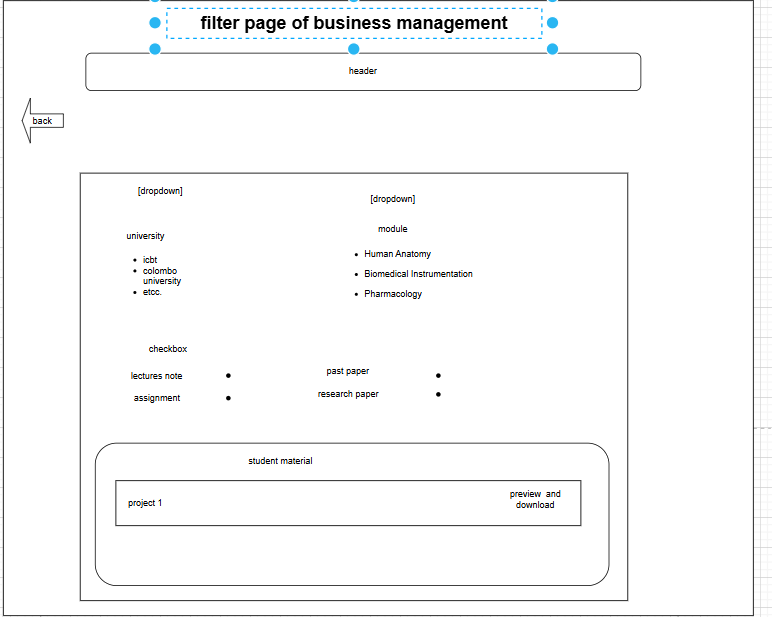 filter page of business management
header
back
[dropdown]
[dropdown]
university
module
icbt
colombo
university
etcc.
Human Anatomy
Biomedical Instrumentation
Pharmacology
checkbox
lectures note
past paper
assignment
research paper
student material
project 1
preview and
download